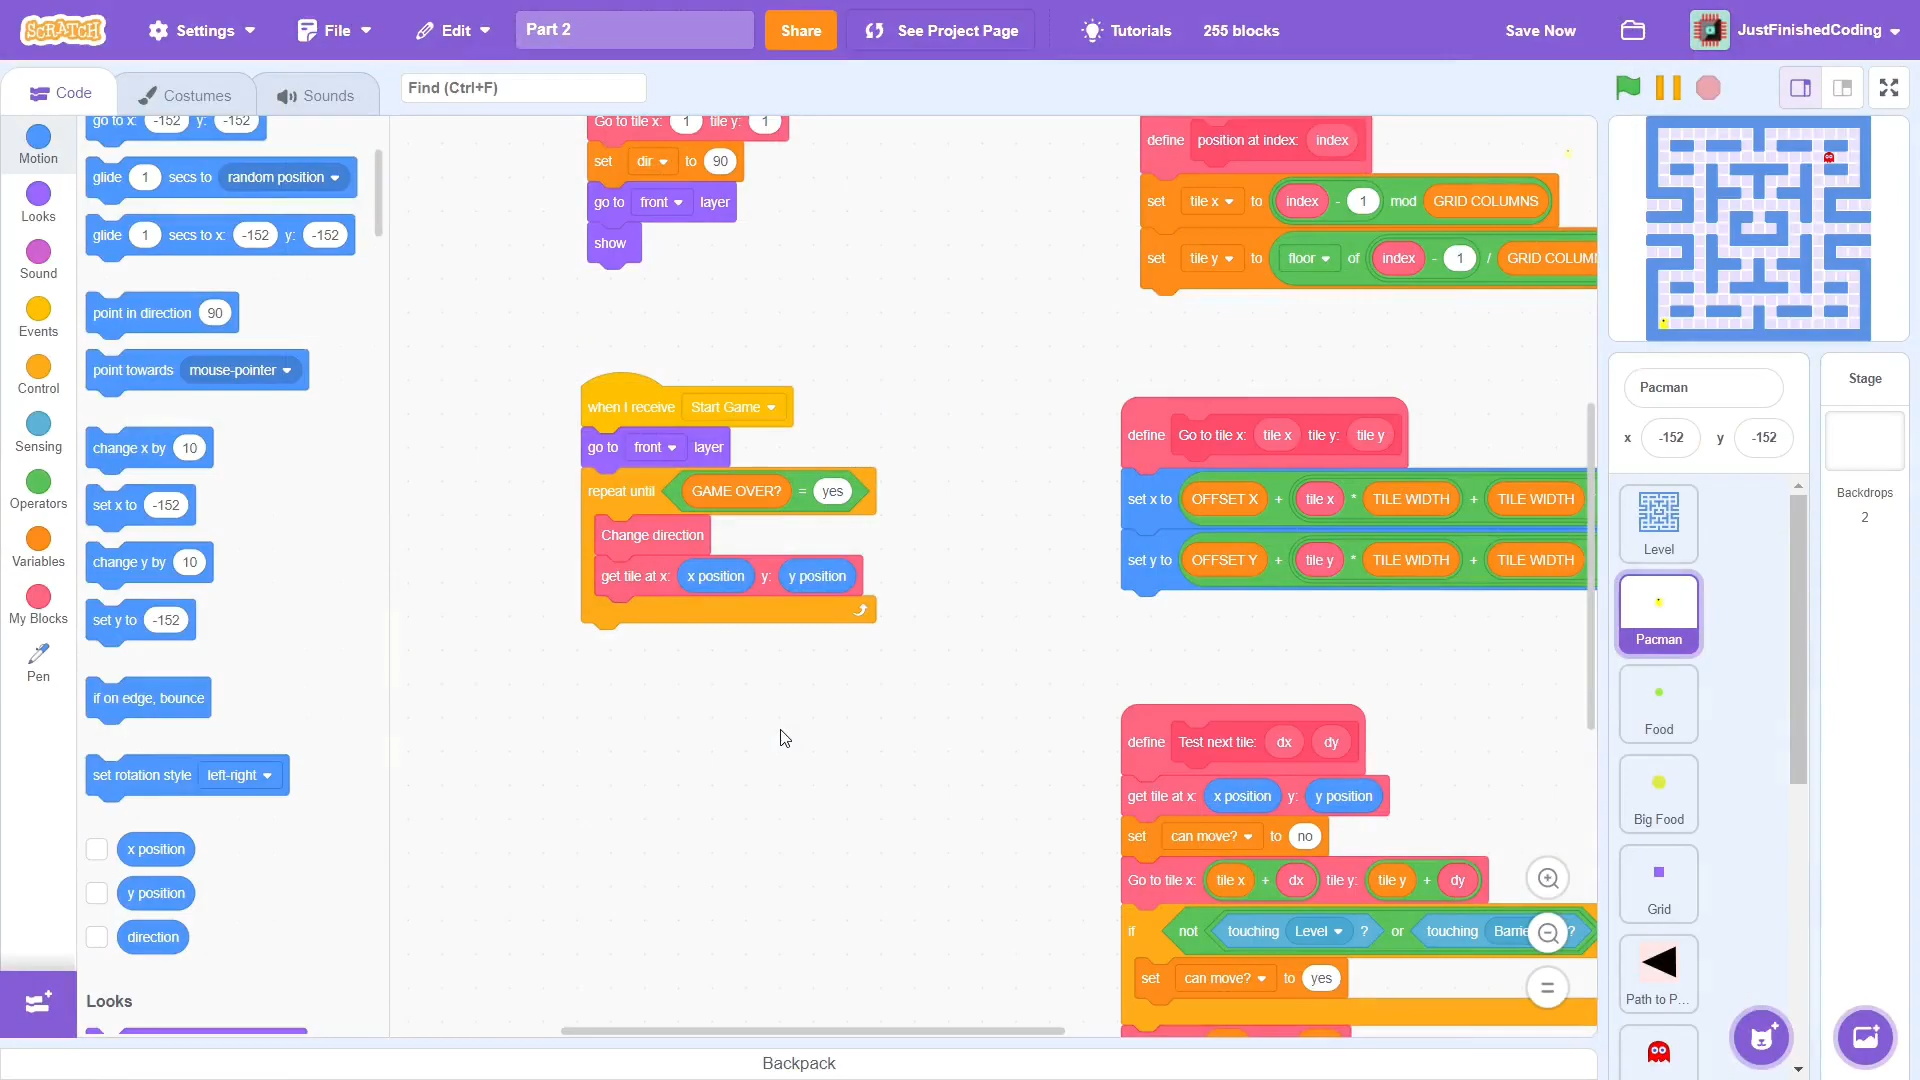 SCRATCH
Settings
File
Edit
Part 2
Share
See Project Page
Tutorials
255 blocks
Save Now
JustFinishedCoding
Code
Costumes
Sounds
Find (Ctrl+F)
Motion
Looks
Sound
Events
Control
Sensing
Operators
Variables
My Blocks
Pen
go to x: -152 y: -152
glide 1 secs to random position
glide 1 secs to x: -152 y: -152
point in direction 90
point towards mouse-pointer
change x by 10
set x to -152
change y by 10
set y to -152
if on edge, bounce
set rotation style left-right
x position
y position
direction
Looks
Go to tile x: 1 tile y: 1
set dir to 90
go to front layer
show
when I receive Start Game
go to front layer
repeat until GAME OVER? = yes
Change direction
get tile at x: x position y: y position
define position at index: index
set tile x to index - 1 mod GRID COLUMNS
set tile y to floor of index - 1 / GRID COLUM
define Go to tile x: tile x tile y: tile y
set x to OFFSET X + tile x * TILE WIDTH + TILE WIDTH
set y to OFFSET Y + tile y * TILE WIDTH + TILE WIDTH
define Test next tile: dx dy
get tile at x: x position y: y position
set can move? to no
Go to tile x: tile x + dx tile y: tile y + dy
if not touching Level ? or touching Barrie ?
set can move? to yes
Pacman
x -152 y -152
Level
Pacman
Food
Big Food
Grid
Path to P...
Stage
Backdrops
2
Backpack